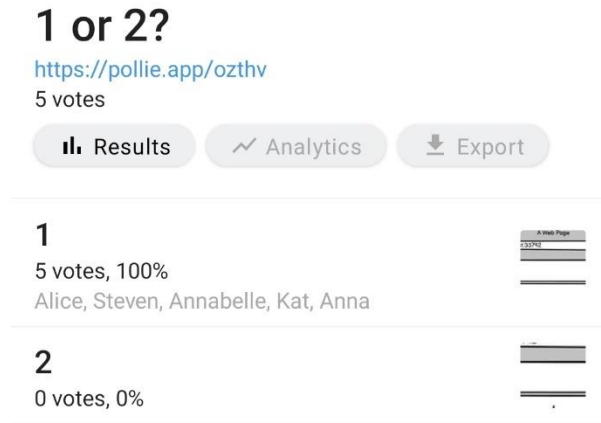 1 or 2?
https://pollie.app/ozthv
5 votes
Results Analytics Export
1
5 votes, 100%
Alice, Steven, Annabelle, Kat, Anna
A Web Page
2
0 votes, 0%